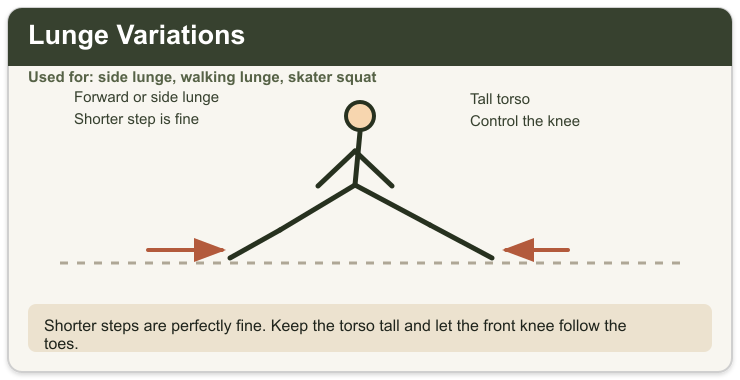 Lunge Variations
Used for: side lunge, walking lunge, skater squat
Forward or side lunge
Shorter step is fine
Tall torso
Control the knee
Shorter steps are perfectly fine. Keep the torso tall and let the front knee follow the
toes.